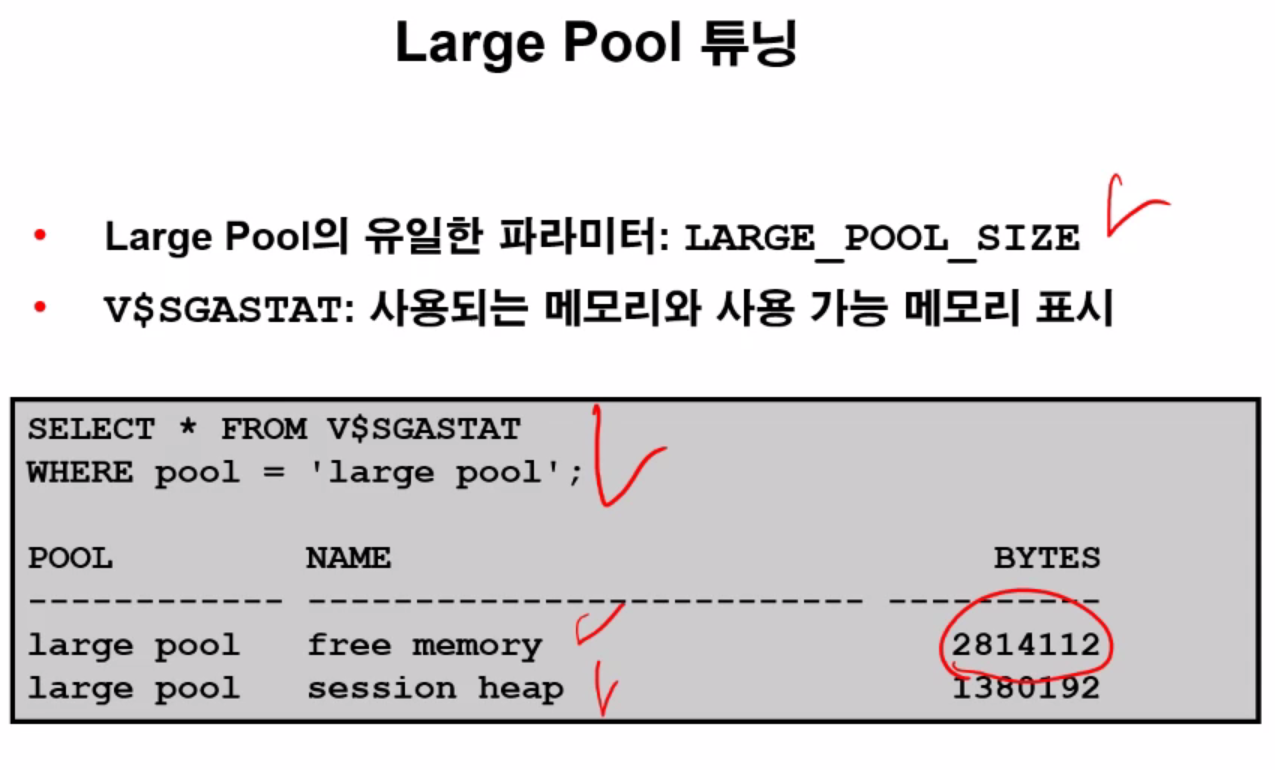 Large Pool 튜닝
• Large Pool의 유일한 파라미터: LARGE_POOL_SIZE
• V$SGASTAT: 사용되는 메모리와 사용 가능 메모리 표시
SELECT * FROM V$SGASTAT
WHERE pool = 'large pool';
POOL NAME BYTES
------------ -------------------------- ----------
large pool free memory 2814112
large pool session heap 1380192